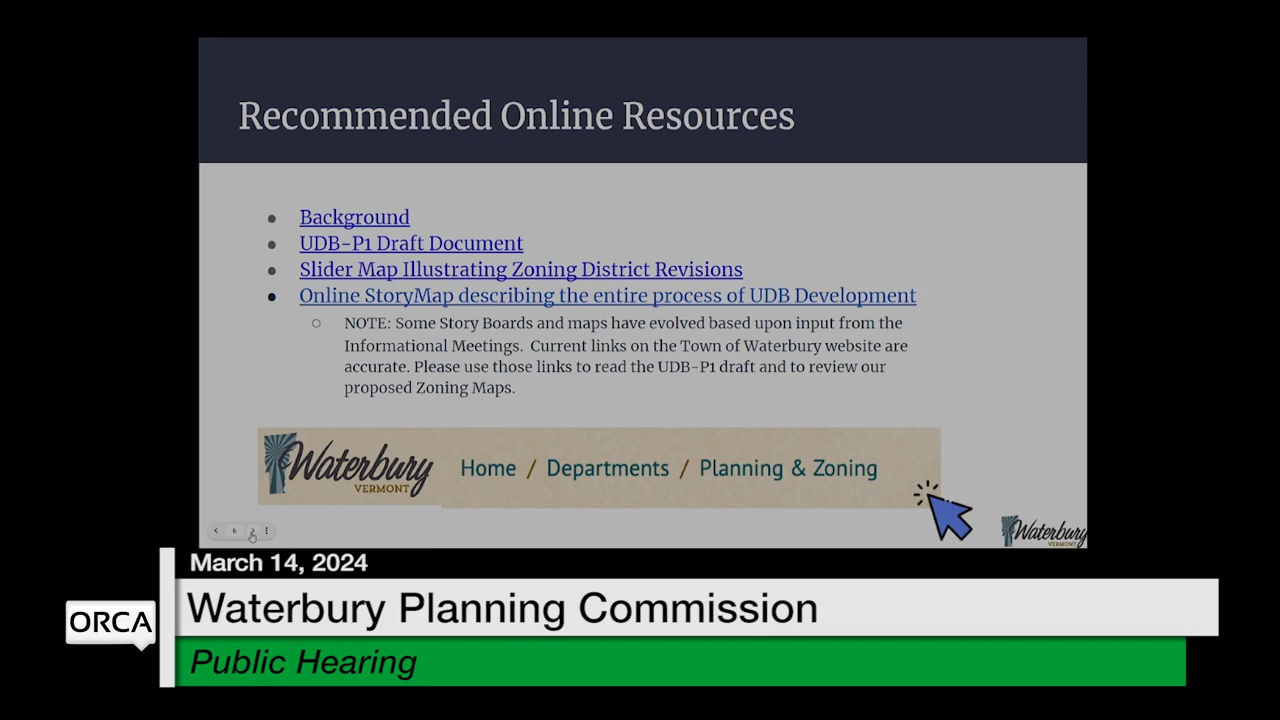 Recommended Online Resources
Background
UDB-P1 Draft Document
Slider Map Illustrating Zoning District Revisions
Online StoryMap describing the entire process of UDB Development
NOTE: Some Story Boards and maps have evolved based upon input from the
Informational Meetings. Current links on the Town of Waterbury website are
accurate. Please use those links to read the UDB-P1 draft and to review our
proposed Zoning Maps.
Waterbury
VERMONT
Home / Departments / Planning & Zoning
6
Waterbury
VERMONT
March 14, 2024
ORCA
Waterbury Planning Commission
Public Hearing